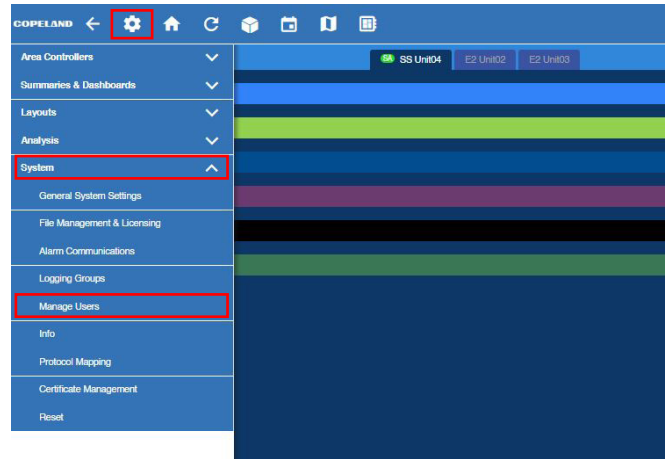 COPELAND
SA SS Unit04 E2 Unit02 E2 Unit03
Area Controllers
Summaries & Dashboards
Layouts
Analysis
System
General System Settings
File Management & Licensing
Alarm Communications
Logging Groups
Manage Users
Info
Protocol Mapping
Certificate Management
Reset